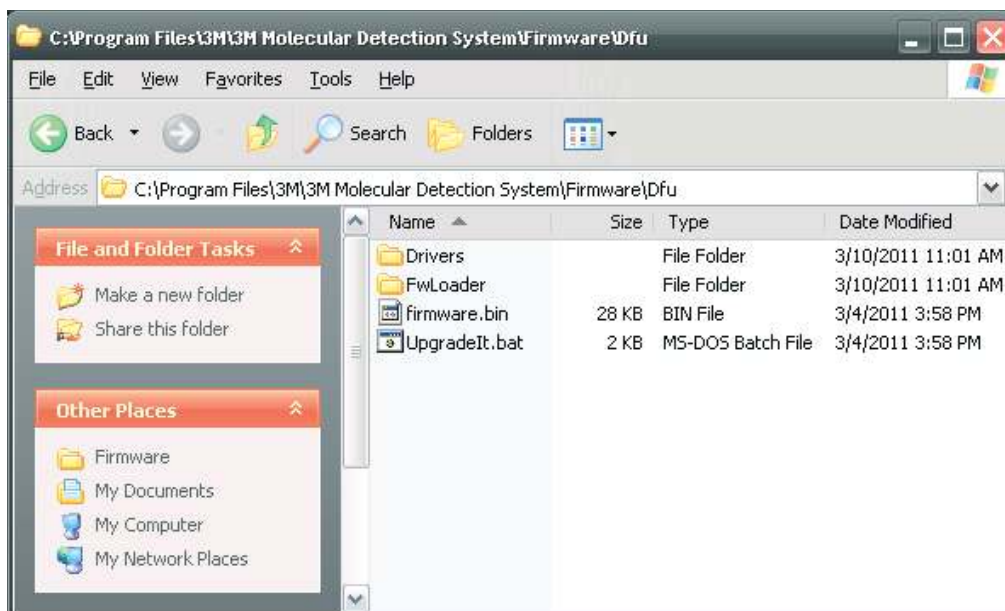 C:\Program Files\3M\3M Molecular Detection System\Firmware\Dfu
File Edit View Favorites Tools Help
Back Search Folders
Address C:\Program Files\3M\3M Molecular Detection System\Firmware\Dfu
File and Folder Tasks
Make a new folder
Share this folder
Other Places
Firmware
My Documents
My Computer
My Network Places
Name Size Type Date Modified
Drivers File Folder 3/10/2011 11:01 AM
FwLoader File Folder 3/10/2011 11:01 AM
firmware.bin 28 KB BIN File 3/4/2011 3:58 PM
UpgradeIt.bat 2 KB MS-DOS Batch File 3/4/2011 3:58 PM